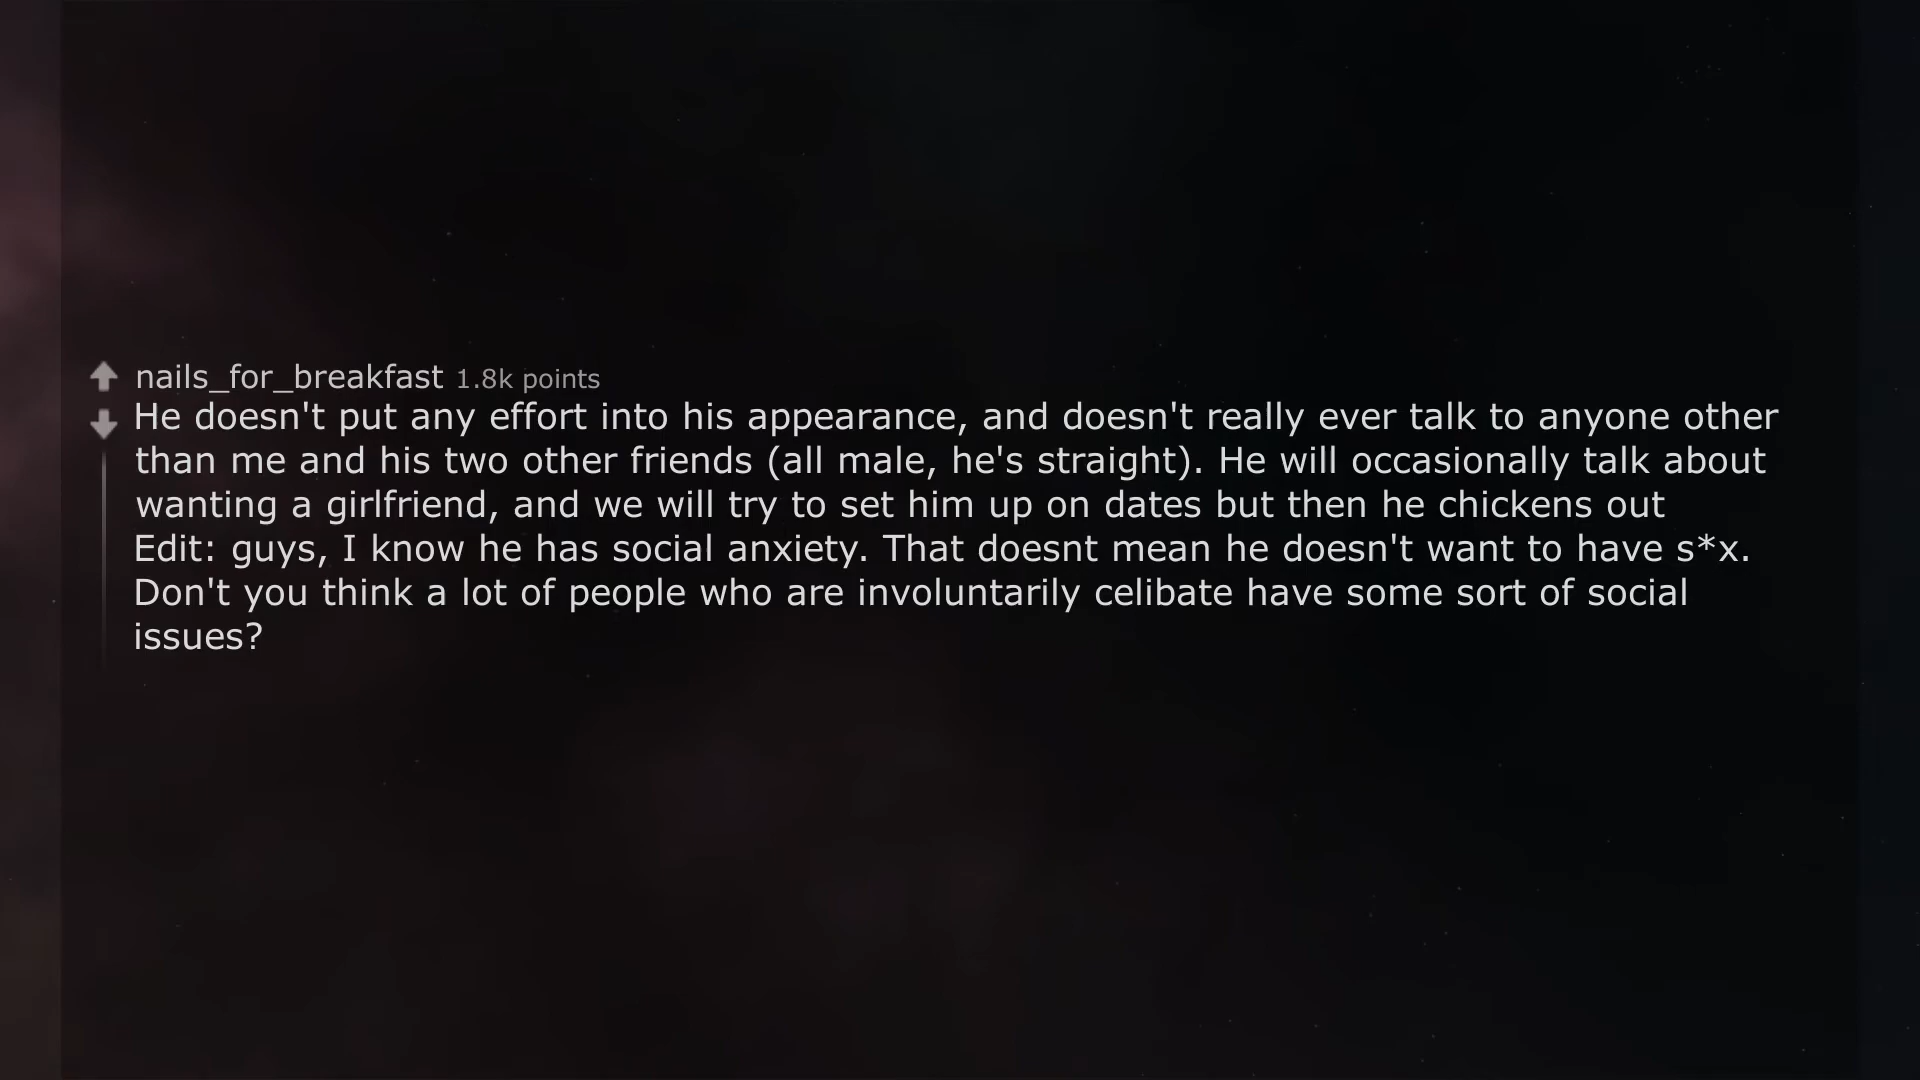 nails_for_breakfast 1.8k points
He doesn't put any effort into his appearance, and doesn't really ever talk to anyone other
than me and his two other friends (all male, he's straight). He will occasionally talk about
wanting a girlfriend, and we will try to set him up on dates but then he chickens out
Edit: guys, I know he has social anxiety. That doesnt mean he doesn't want to have s*x.
Don't you think a lot of people who are involuntarily celibate have some sort of social
issues?